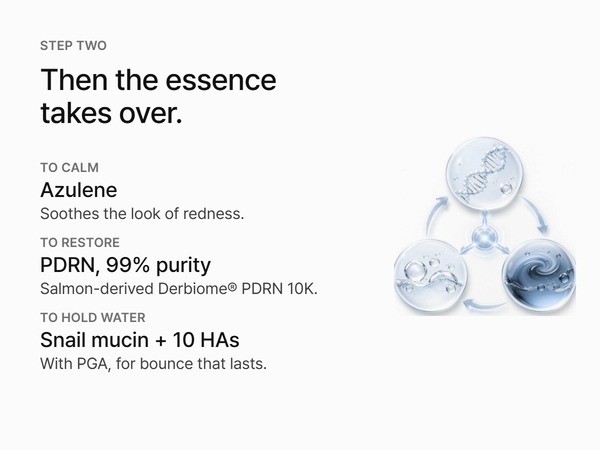 STEP TWO
Then the essence
takes over.
TO CALM
Azulene
Soothes the look of redness.
TO RESTORE
PDRN, 99% purity
Salmon-derived Derbiome® PDRN 10K.
TO HOLD WATER
Snail mucin + 10 HAs
With PGA, for bounce that lasts.